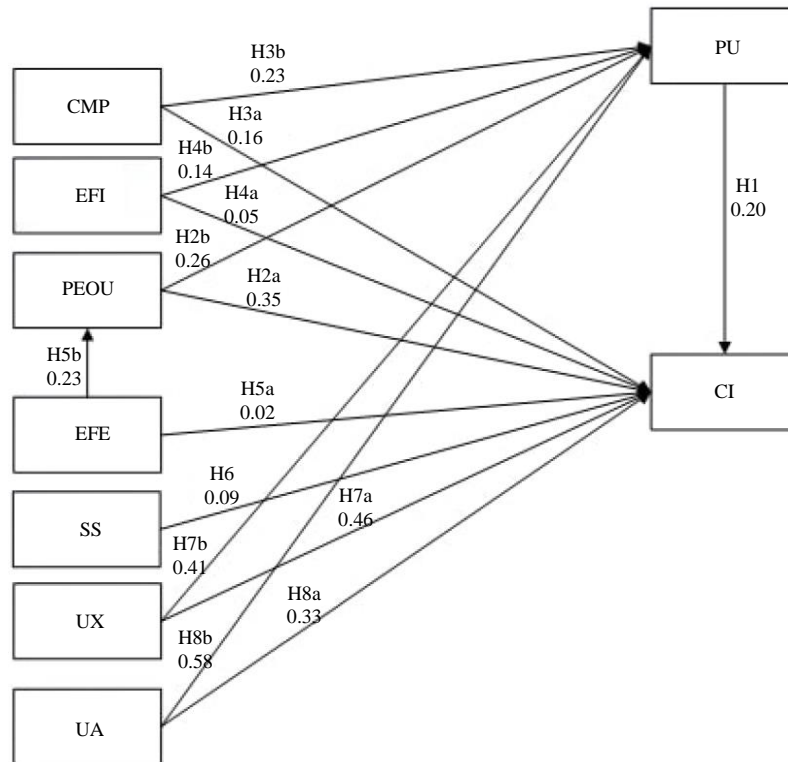 PU
H3b
0.23
CMP
H3a
0.16
H4b
0.14
H4a
0.05
EFI
H1
0.20
H2b
0.26
PEOU
H2a
0.35
H5b
0.23
CI
H5a
0.02
EFE
H6
0.09
H7a
0.46
SS
H7b
0.41
UX
H8a
0.33
H8b
0.58
UA